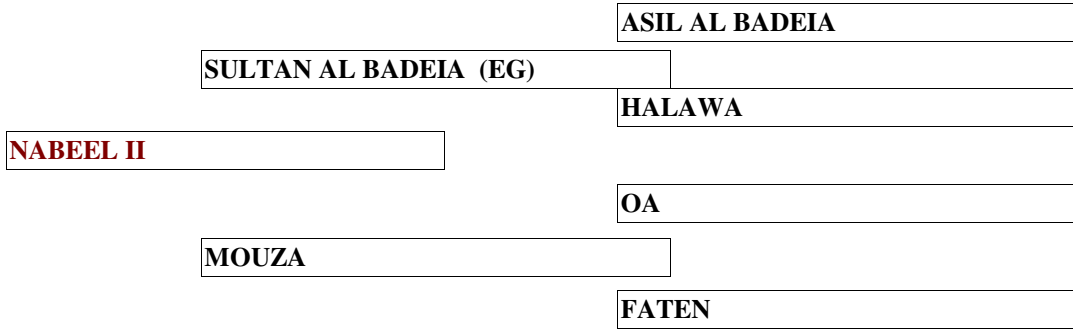 ASIL AL BADEIA
SULTAN AL BADEIA (EG)
HALAWA
NABEEL II
OA
MOUZA
FATEN